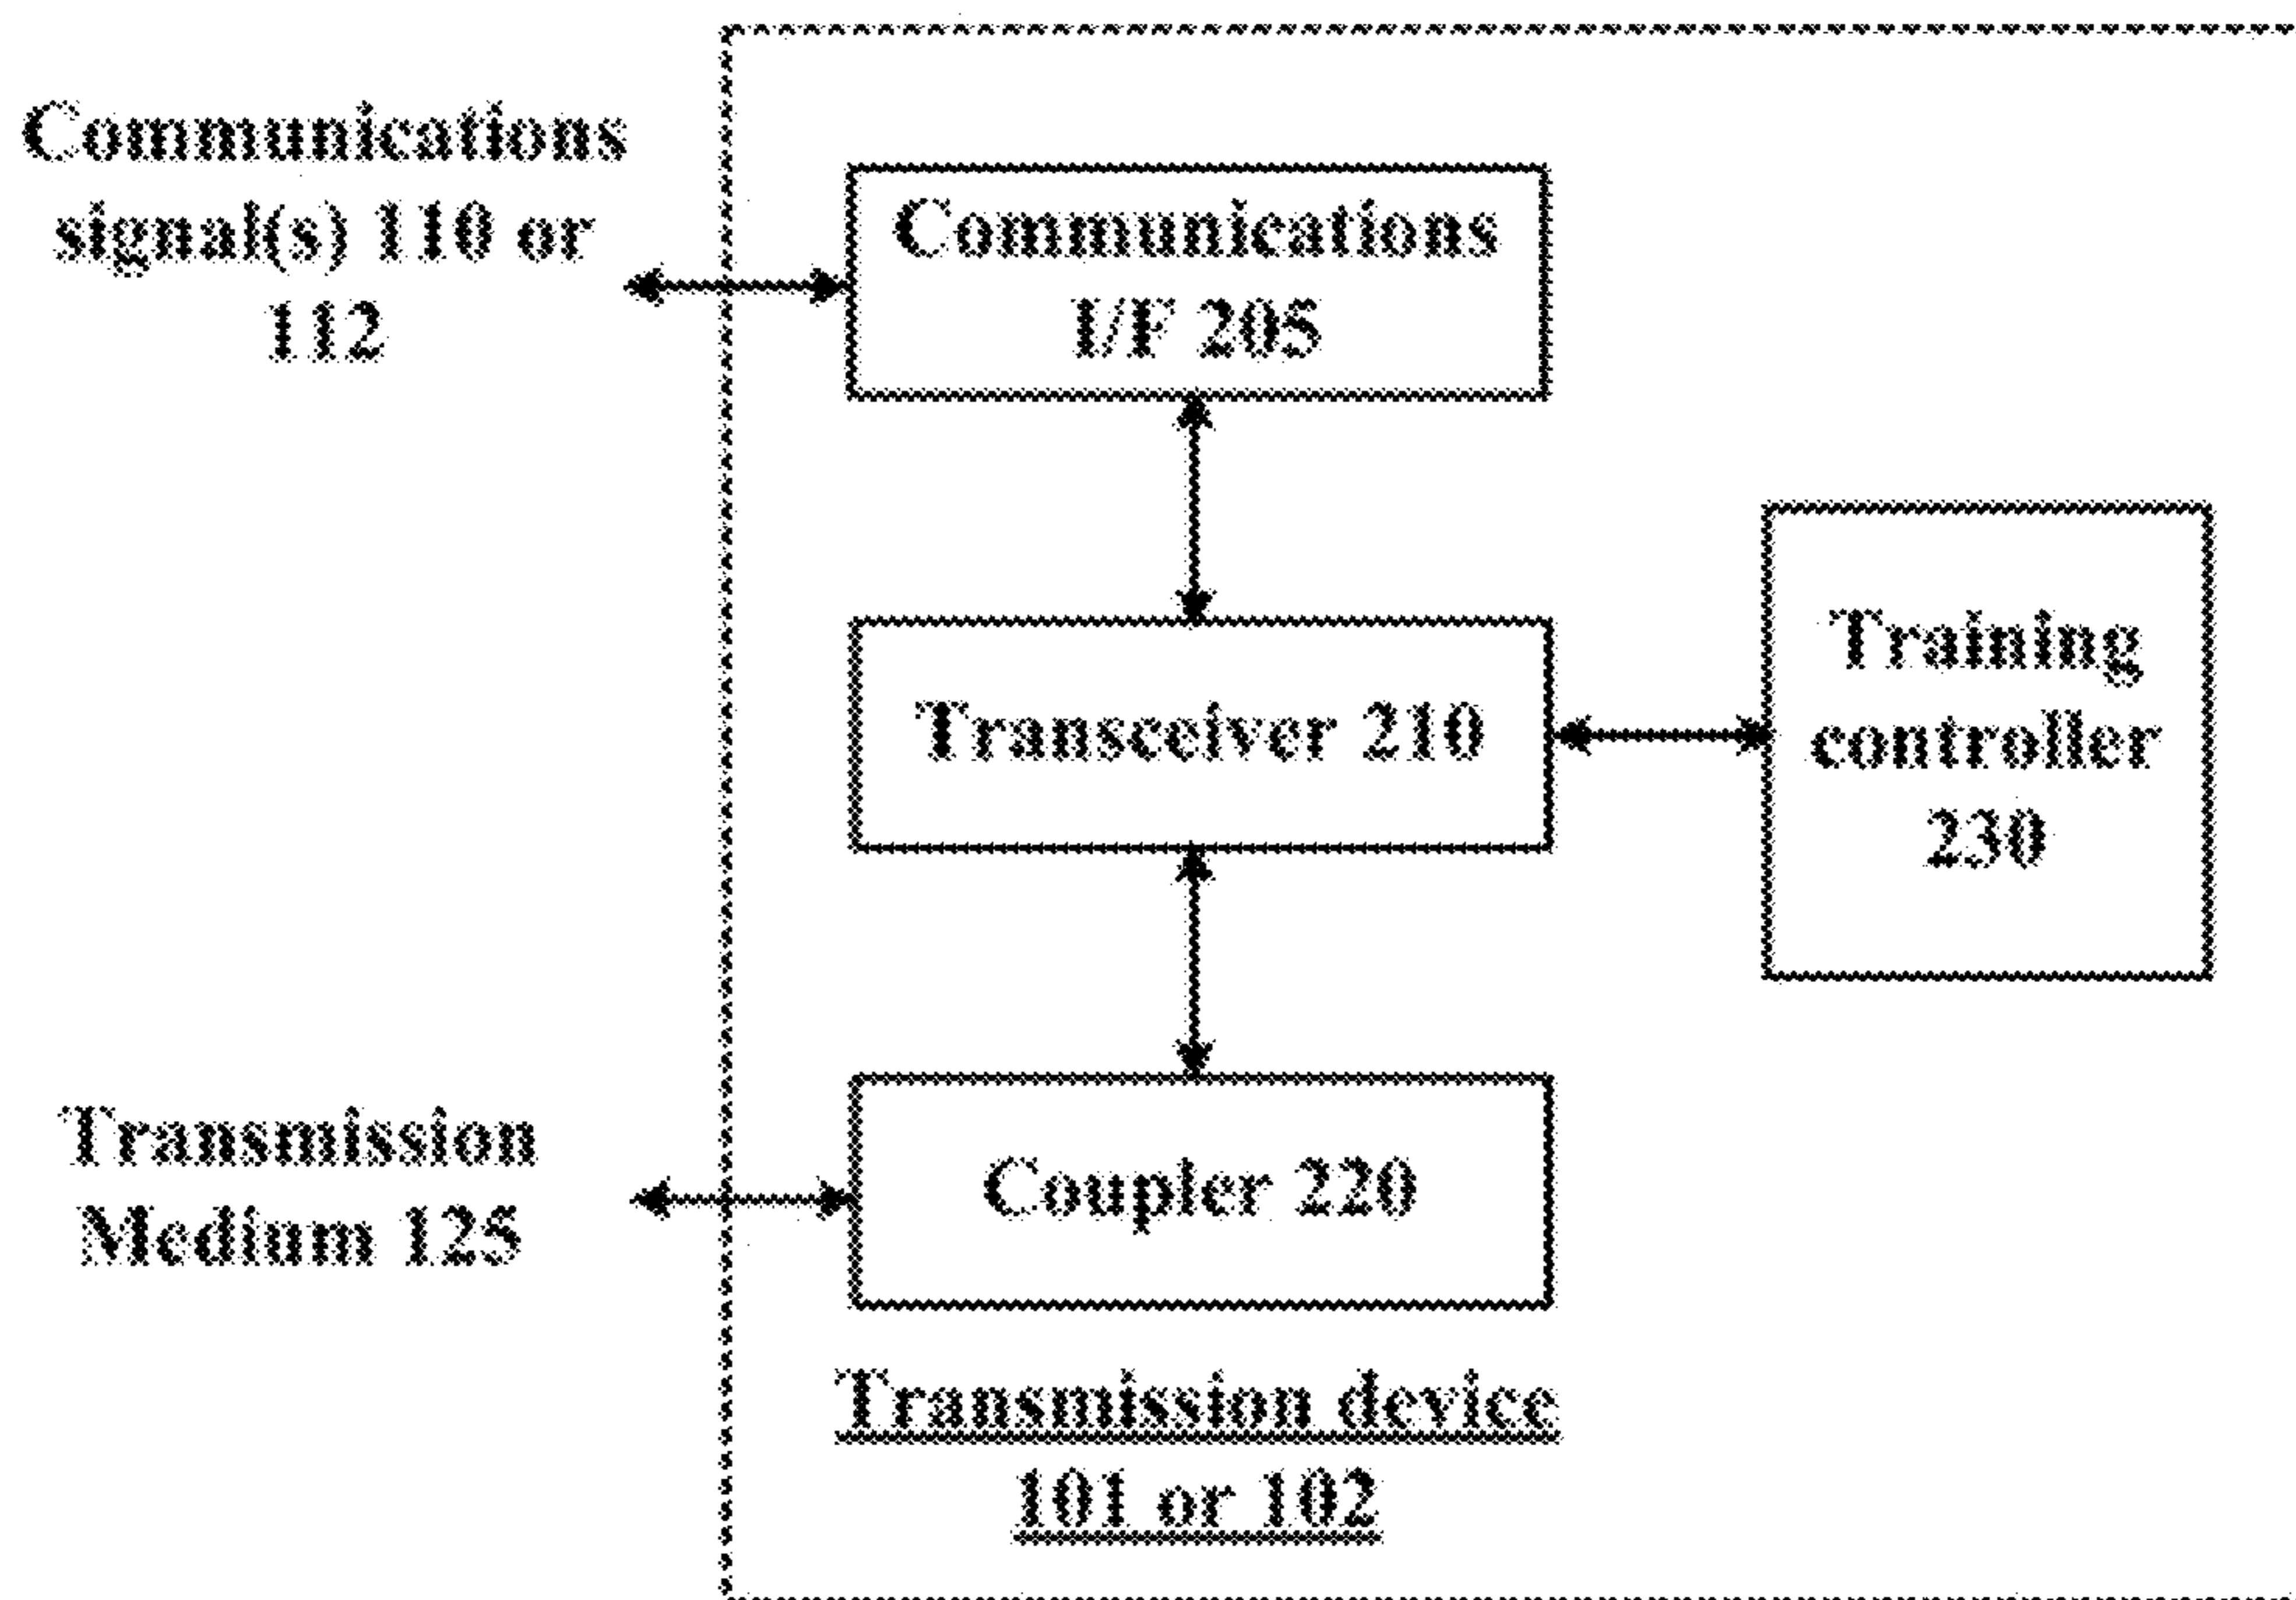 Communications
signal(s) 110 or
112
Communications
I/F 205
Transceiver 210
Training
controller
230
Transmission
Medium 125
Coupler 220
Transmission device
101 or 102